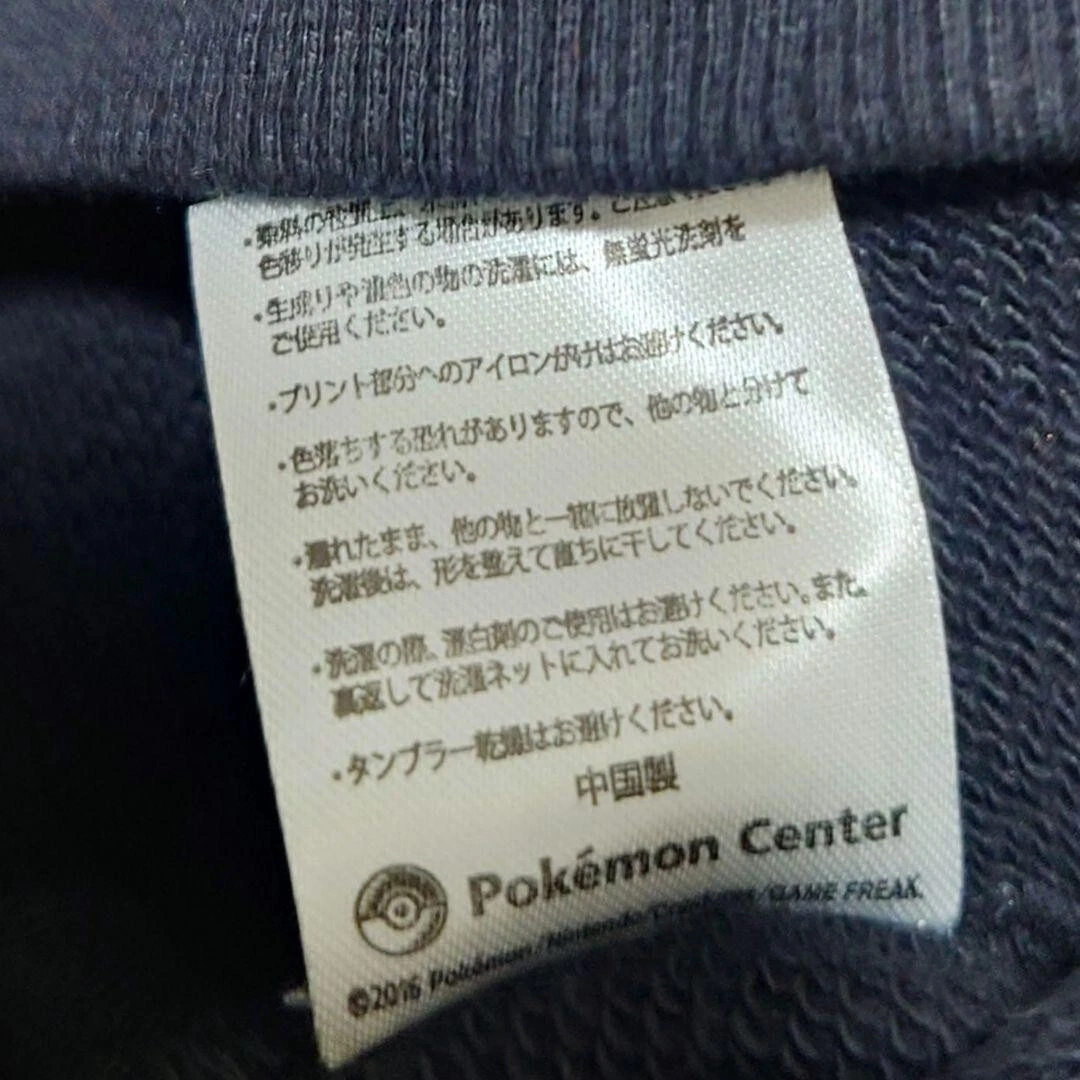 色移りが発生する場合があります。ご注意
・生成りや淡色の物の洗濯には、無蛍光洗剤を
ご使用ください。
・プリント部分へのアイロンがけはお避けください。
・色落ちする恐れがありますので、他の物と分けて
お洗いください。
・濡れたまま、他の物と一緒に放置しないでください。
洗濯後は、形を整えて直ちに干してください。
・洗濯の際、漂白剤のご使用はお避けください。また、
裏返しで洗濯ネットに入れてお洗いください。
・タンブラー乾燥はお避けください。
中国製
Pokémon Center
©2016 Pokémon/Nintendo/Creatures/GAME FREAK.